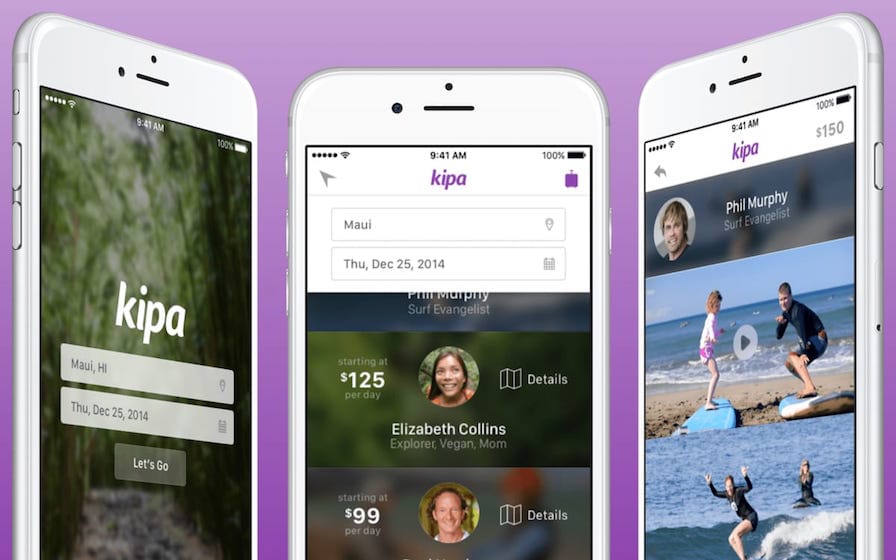 9:41 AM
100%
kipa
Maui, HI
Thu, Dec 25, 2014
Let's Go
9:41 AM
100%
kipa
Maui
Thu, Dec 25, 2014
Phil Murphy
Surf Evangelist
starting at
$125
per day
Details
Elizabeth Collins
Explorer, Vegan, Mom
starting at
$99
per day
Details
9:41 AM
100%
kipa
$150
Phil Murphy
Surf Evangelist